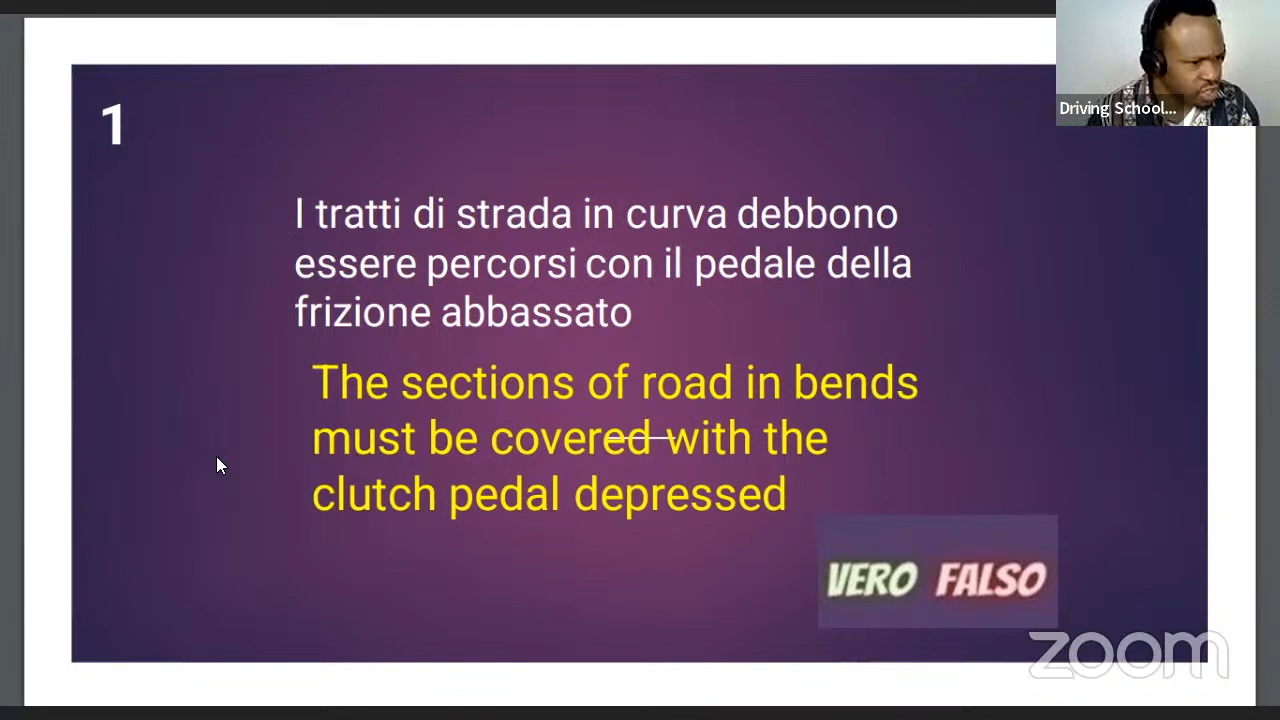 1
I tratti di strada in curva debbono
essere percorsi con il pedale della
frizione abbassato
The sections of road in bends
must be covered with the
clutch pedal depressed
VERO FALSO
Driving School...
zoom